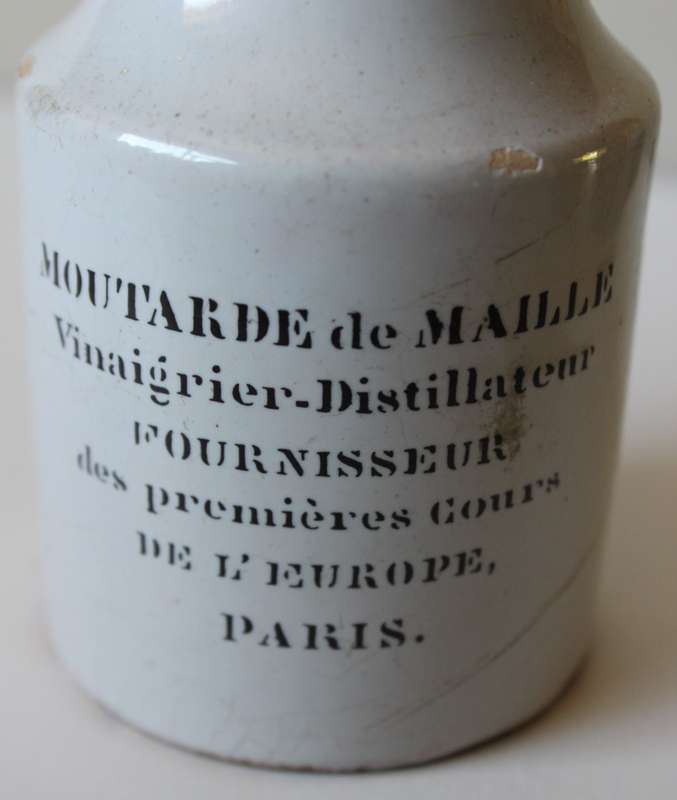 MOUTARDE de MAILLE
Vinaigrier-Distillateur
FOURNISSEUR
des premières Cours
DE L'EUROPE,
PARIS.